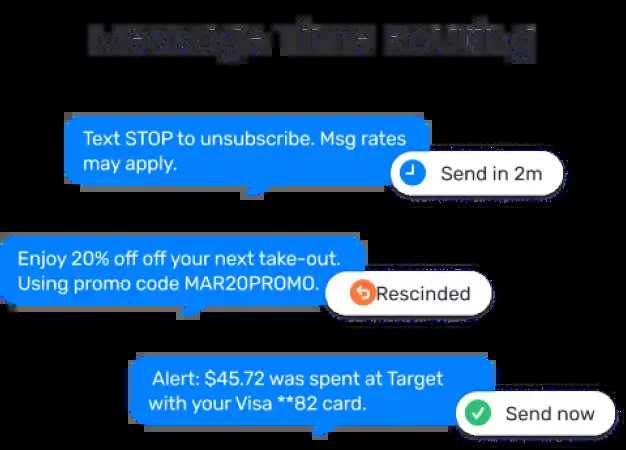 Message Time Routing
Text STOP to unsubscribe. Msg rates
may apply.
Send in 2m
Enjoy 20% off off your next take-out.
Using promo code MAR20PROMO.
Rescinded
Alert: $45.72 was spent at Target
with your Visa **82 card.
Send now